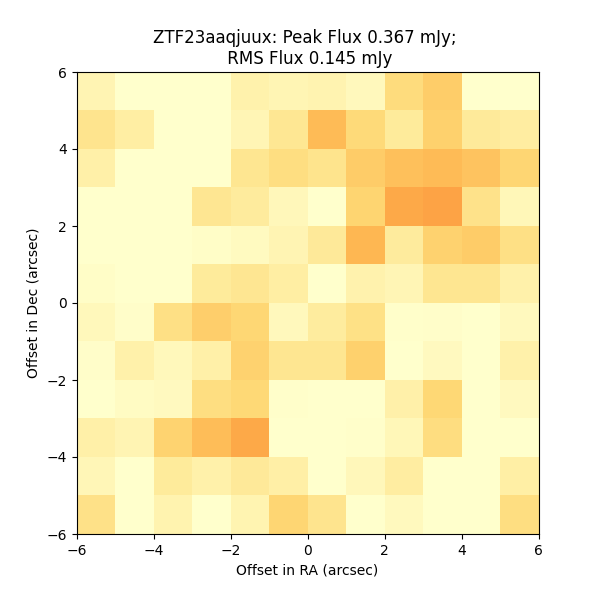 ZTF23aaqjuux: Peak Flux 0.367 mJy;
RMS Flux 0.145 mJy
6
4
2
0
−2
−4
−6
Offset in Dec (arcsec)
−6 −4 −2 0 2 4 6
Offset in RA (arcsec)